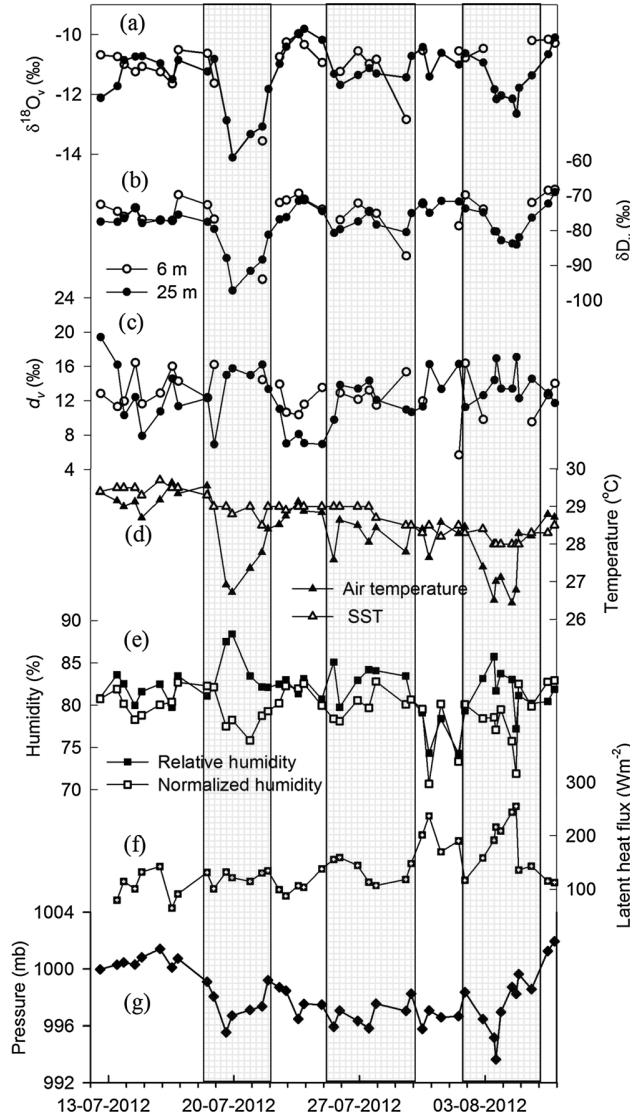 (a)
-10
-12
-14
δ18Ov (‰)
-60
-70
-80
-90
-100
δDv (‰)
(b)
6 m
25 m
24
20
16
12
8
4
dv (‰)
(c)
30
29
28
27
26
Temperature (°C)
(d)
Air temperature
SST
90
85
80
75
70
Humidity (%)
(e)
Relative humidity
Normalized humidity
300
200
100
Latent heat flux (Wm-2)
(f)
1004
1000
996
992
Pressure (mb)
(g)
13-07-2012 20-07-2012 27-07-2012 03-08-2012